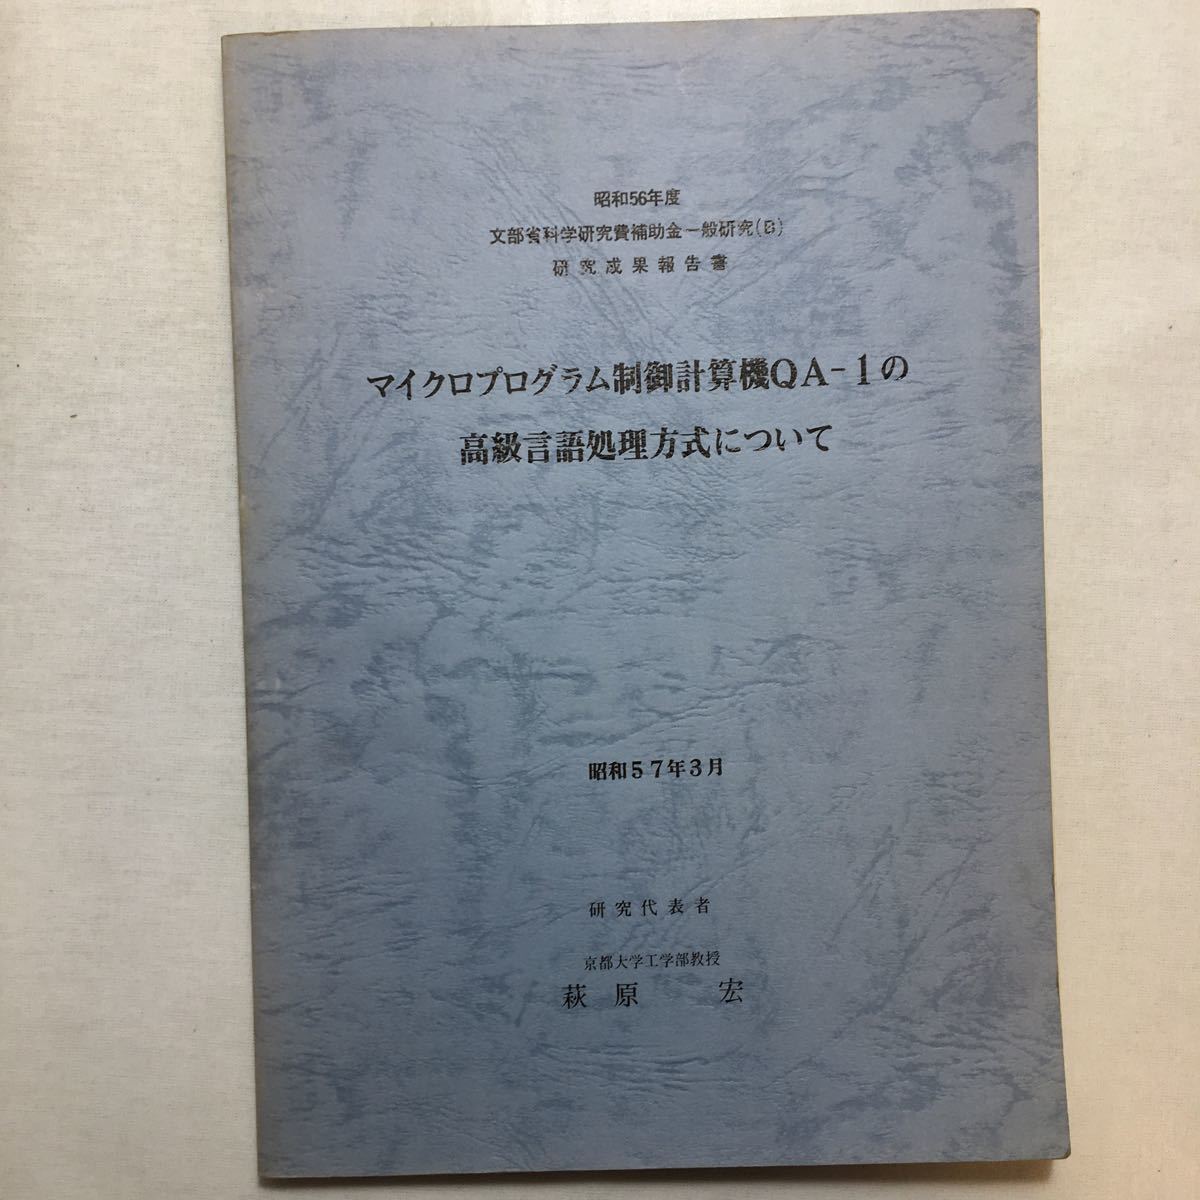 昭和56年度
文部省科学研究費補助金一般研究(B)
研究成果報告書
マイクロプログラム制御計算機QA-1の
高級言語処理方式について
昭和57年3月
研究代表者
京都大学工学部教授
萩原 宏